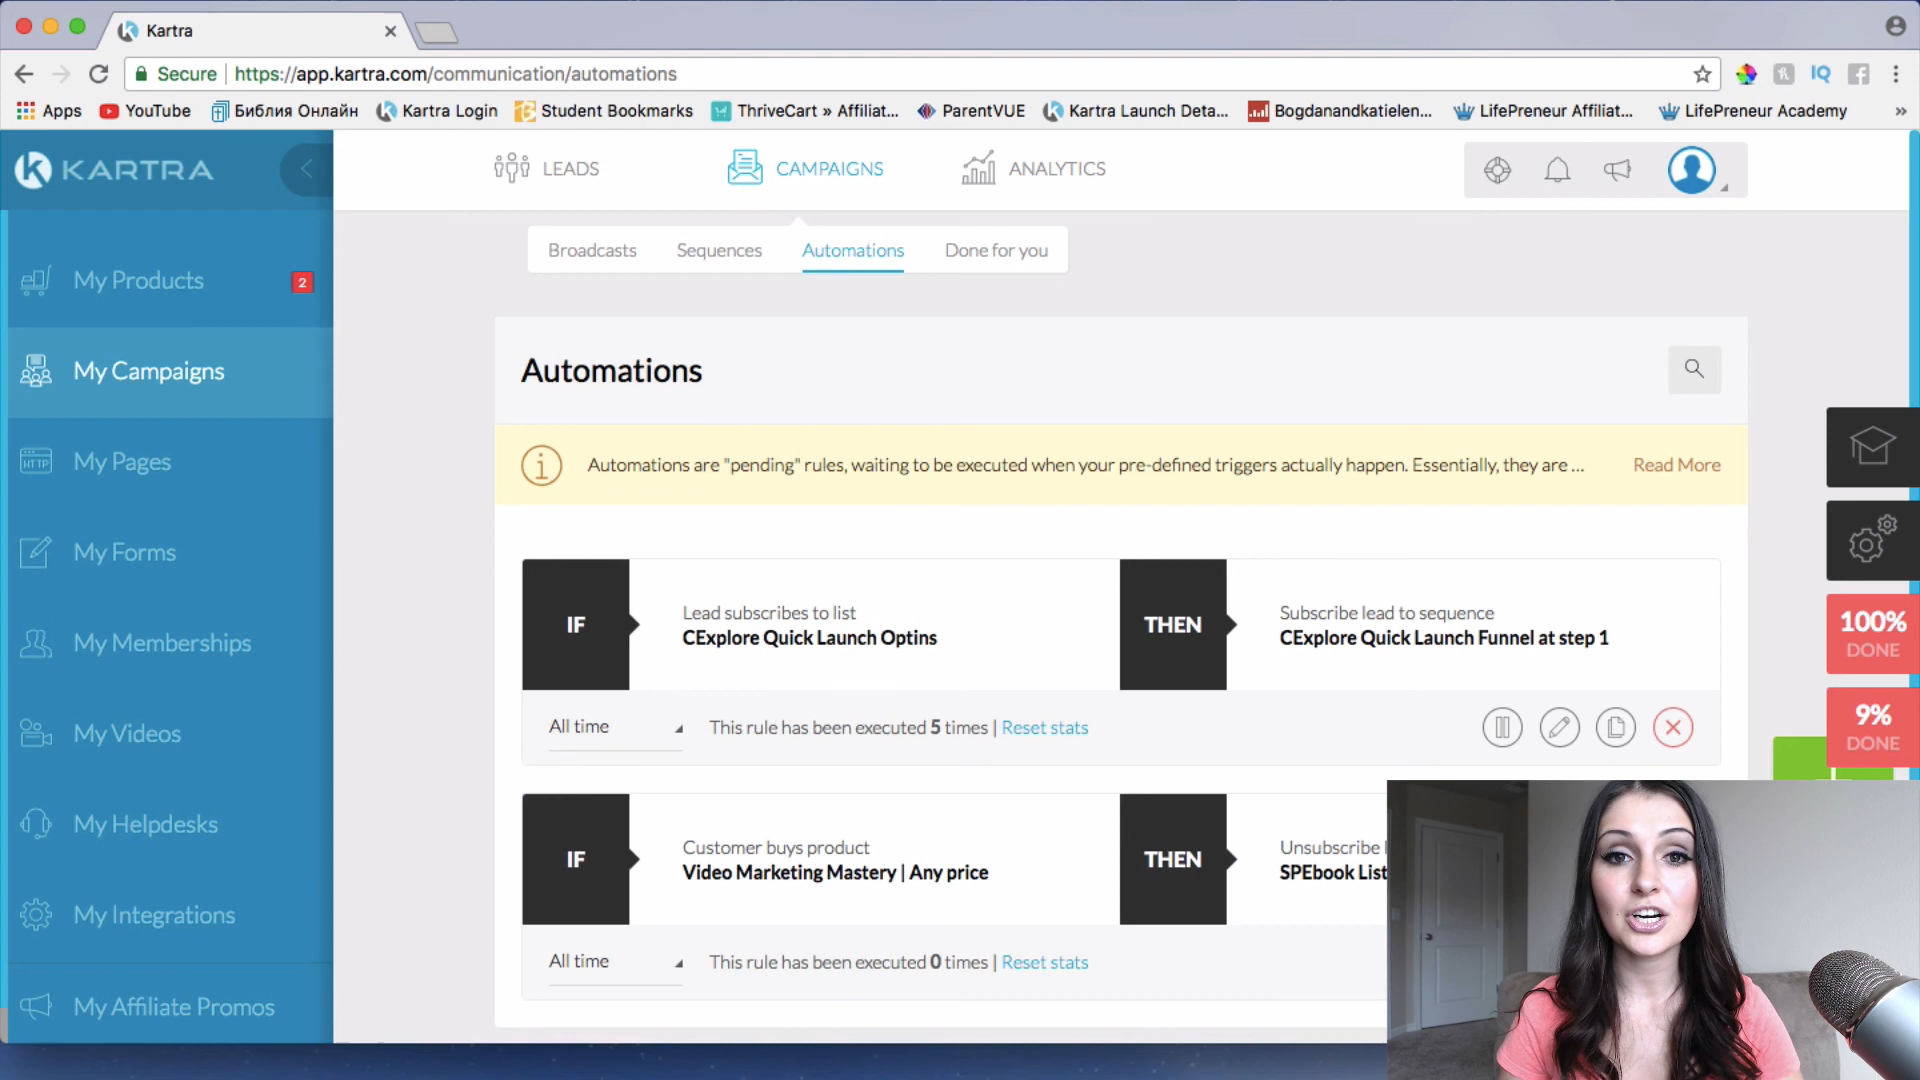 Kartra
Secure https://app.kartra.com/communication/automations
Apps YouTube Библия Онлайн Kartra Login Student Bookmarks ThriveCart » Affiliat... ParentVUE Kartra Launch Deta... Bogdanandkatielen... LifePreneur Affiliat... LifePreneur Academy »
KARTRA
LEADS CAMPAIGNS ANALYTICS
Broadcasts Sequences Automations Done for you
My Products 2
My Campaigns
My Pages
My Forms
My Memberships
My Videos
My Helpdesks
My Integrations
My Affiliate Promos
HTTP
Automations
Automations are "pending" rules, waiting to be executed when your pre-defined triggers actually happen. Essentially, they are ... Read More
IF
Lead subscribes to list
CExplore Quick Launch Optins
THEN
Subscribe lead to sequence
CExplore Quick Launch Funnel at step 1
All time This rule has been executed 5 times | Reset stats
IF
Customer buys product
Video Marketing Mastery | Any price
THEN
Unsubscribe
SPEbook List
All time This rule has been executed 0 times | Reset stats
100%
DONE
9%
DONE
IQ